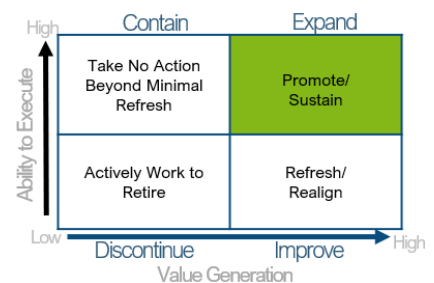 Contain
Expand
High
Take No Action
Beyond Minimal
Refresh
Promote/
Sustain
Ability to Execute
Actively Work to
Retire
Refresh/
Realign
Low
High
Discontinue
Improve
Value Generation